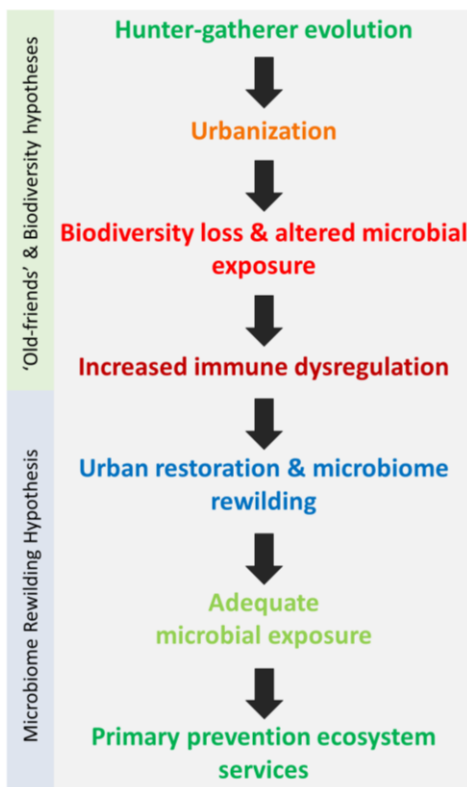 'Old-friends' & Biodiversity hypotheses
Hunter-gatherer evolution
Urbanization
Biodiversity loss & altered microbial
exposure
Increased immune dysregulation
Microbiome Rewilding Hypothesis
Urban restoration & microbiome
rewilding
Adequate
microbial exposure
Primary prevention ecosystem
services